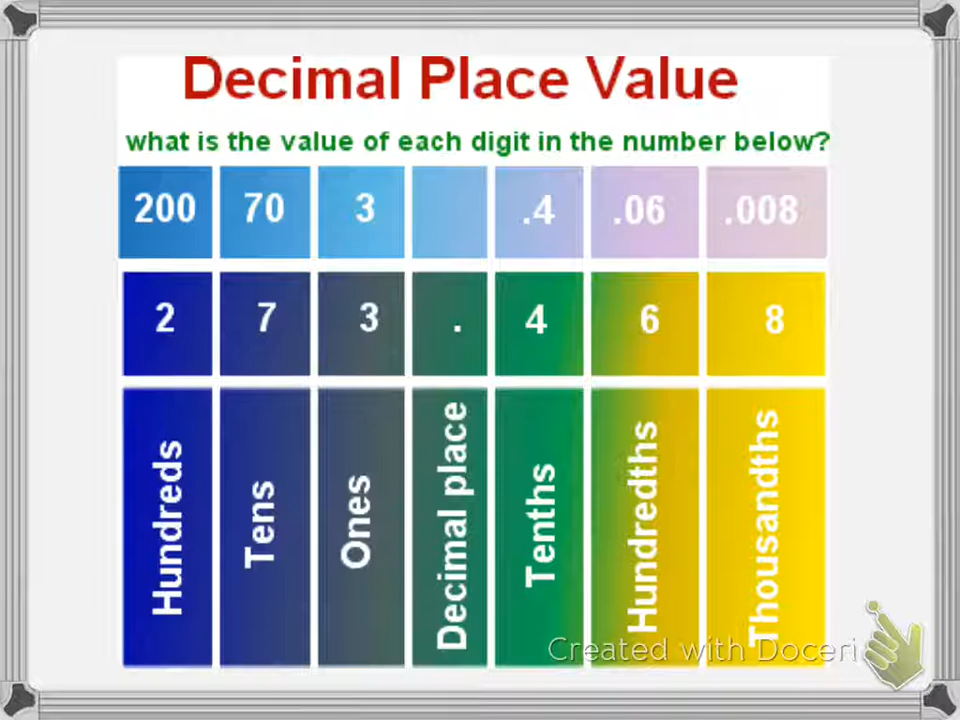 Decimal Place Value
what is the value of each digit in the number below?
200 70 3 .4 .06 .008
2 7 3 . 4 6 8
Hundreds
Tens
Ones
Decimal place
Tenths
Hundredths
Thousandths
Created with Doceri